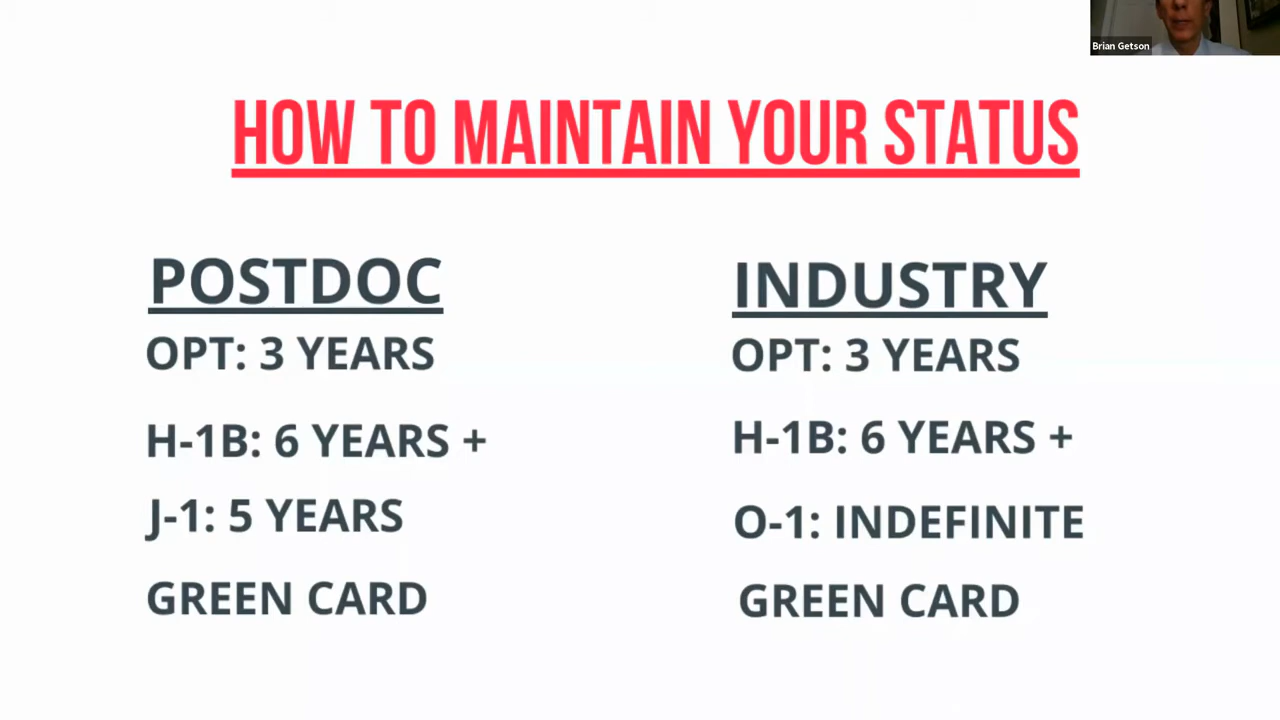 Brian Getson
HOW TO MAINTAIN YOUR STATUS
POSTDOC
OPT: 3 YEARS
H-1B: 6 YEARS +
J-1: 5 YEARS
GREEN CARD
INDUSTRY
OPT: 3 YEARS
H-1B: 6 YEARS +
O-1: INDEFINITE
GREEN CARD